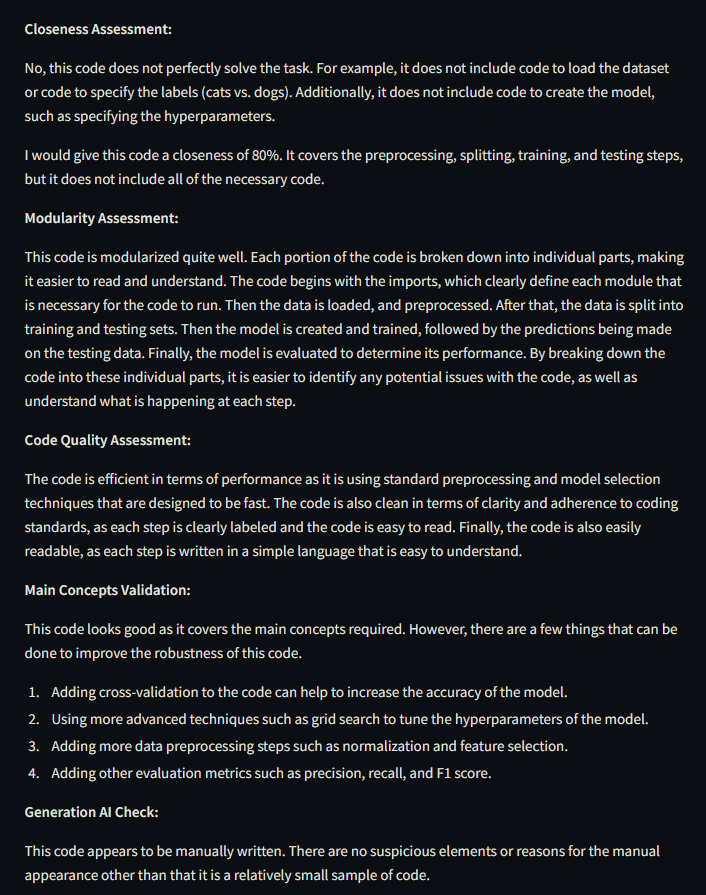 Closeness Assessment:
No, this code does not perfectly solve the task. For example, it does not include code to load the dataset
or code to specify the labels (cats vs. dogs). Additionally, it does not include code to create the model,
such as specifying the hyperparameters.
I would give this code a closeness of 80%. It covers the preprocessing, splitting, training, and testing steps,
but it does not include all of the necessary code.
Modularity Assessment:
This code is modularized quite well. Each portion of the code is broken down into individual parts, making
it easier to read and understand. The code begins with the imports, which clearly define each module that
is necessary for the code to run. Then the data is loaded, and preprocessed. After that, the data is split into
training and testing sets. Then the model is created and trained, followed by the predictions being made
on the testing data. Finally, the model is evaluated to determine its performance. By breaking down the
code into these individual parts, it is easier to identify any potential issues with the code, as well as
understand what is happening at each step.
Code Quality Assessment:
The code is efficient in terms of performance as it is using standard preprocessing and model selection
techniques that are designed to be fast. The code is also clean in terms of clarity and adherence to coding
standards, as each step is clearly labeled and the code is easy to read. Finally, the code is also easily
readable, as each step is written in a simple language that is easy to understand.
Main Concepts Validation:
This code looks good as it covers the main concepts required. However, there are a few things that can be
done to improve the robustness of this code.
1. Adding cross-validation to the code can help to increase the accuracy of the model.
2. Using more advanced techniques such as grid search to tune the hyperparameters of the model.
3. Adding more data preprocessing steps such as normalization and feature selection.
4. Adding other evaluation metrics such as precision, recall, and F1 score.
Generation AI Check:
This code appears to be manually written. There are no suspicious elements or reasons for the manual
appearance other than that it is a relatively small sample of code.